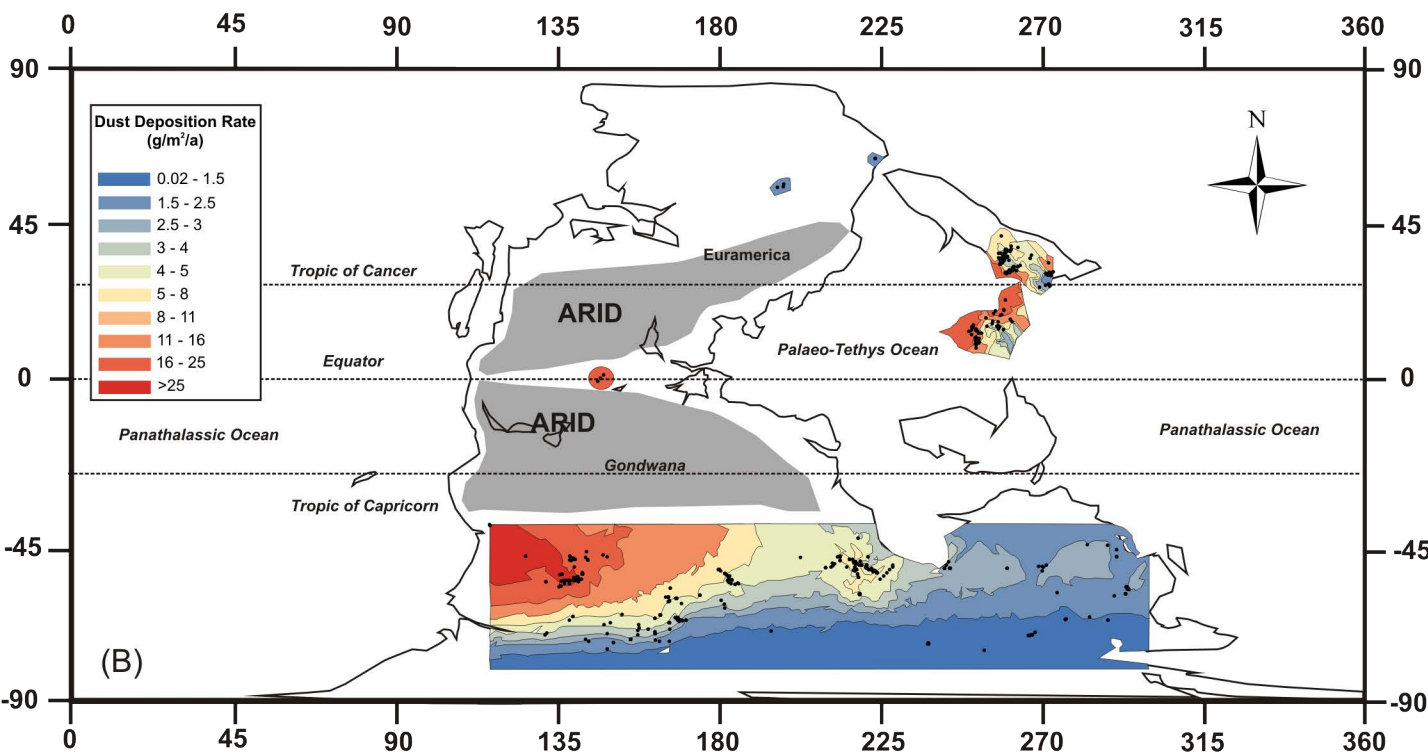 0 45 90 135 180 225 270 315 360
90 90
Dust Deposition Rate
(g/m²/a)
0.02 - 1.5
1.5 - 2.5
2.5 - 3
3 - 4
4 - 5
5 - 8
8 - 11
11 - 16
16 - 25
>25
N
45 45
Euramerica
Tropic of Cancer
ARID
Palaeo-Tethys Ocean
Equator
0 0
ARID
Panathalassic Ocean
Panathalassic Ocean
Gondwana
Tropic of Capricorn
-45 -45
(B)
-90 -90
0 45 90 135 180 225 270 315 360